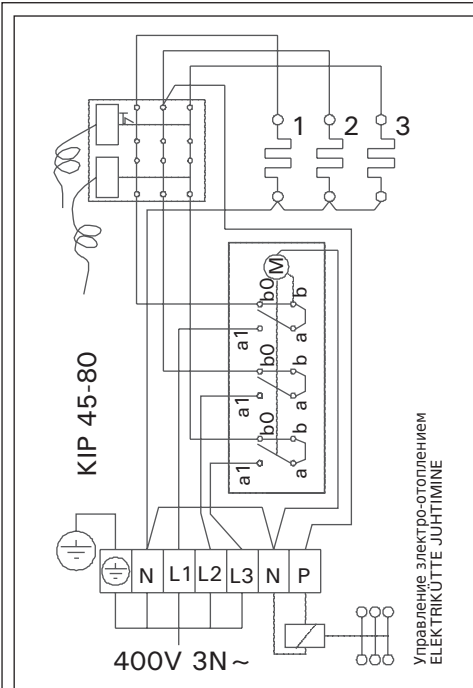 1 2 3
M
b0 b
a1 a
b0 b
a1 a
b0 b
a1 a
KIP 45-80
N L1 L2 L3 N P
400V 3N~
Управление злектро-отоплением
ELEKTRIKÜTTE JUHTIMINE